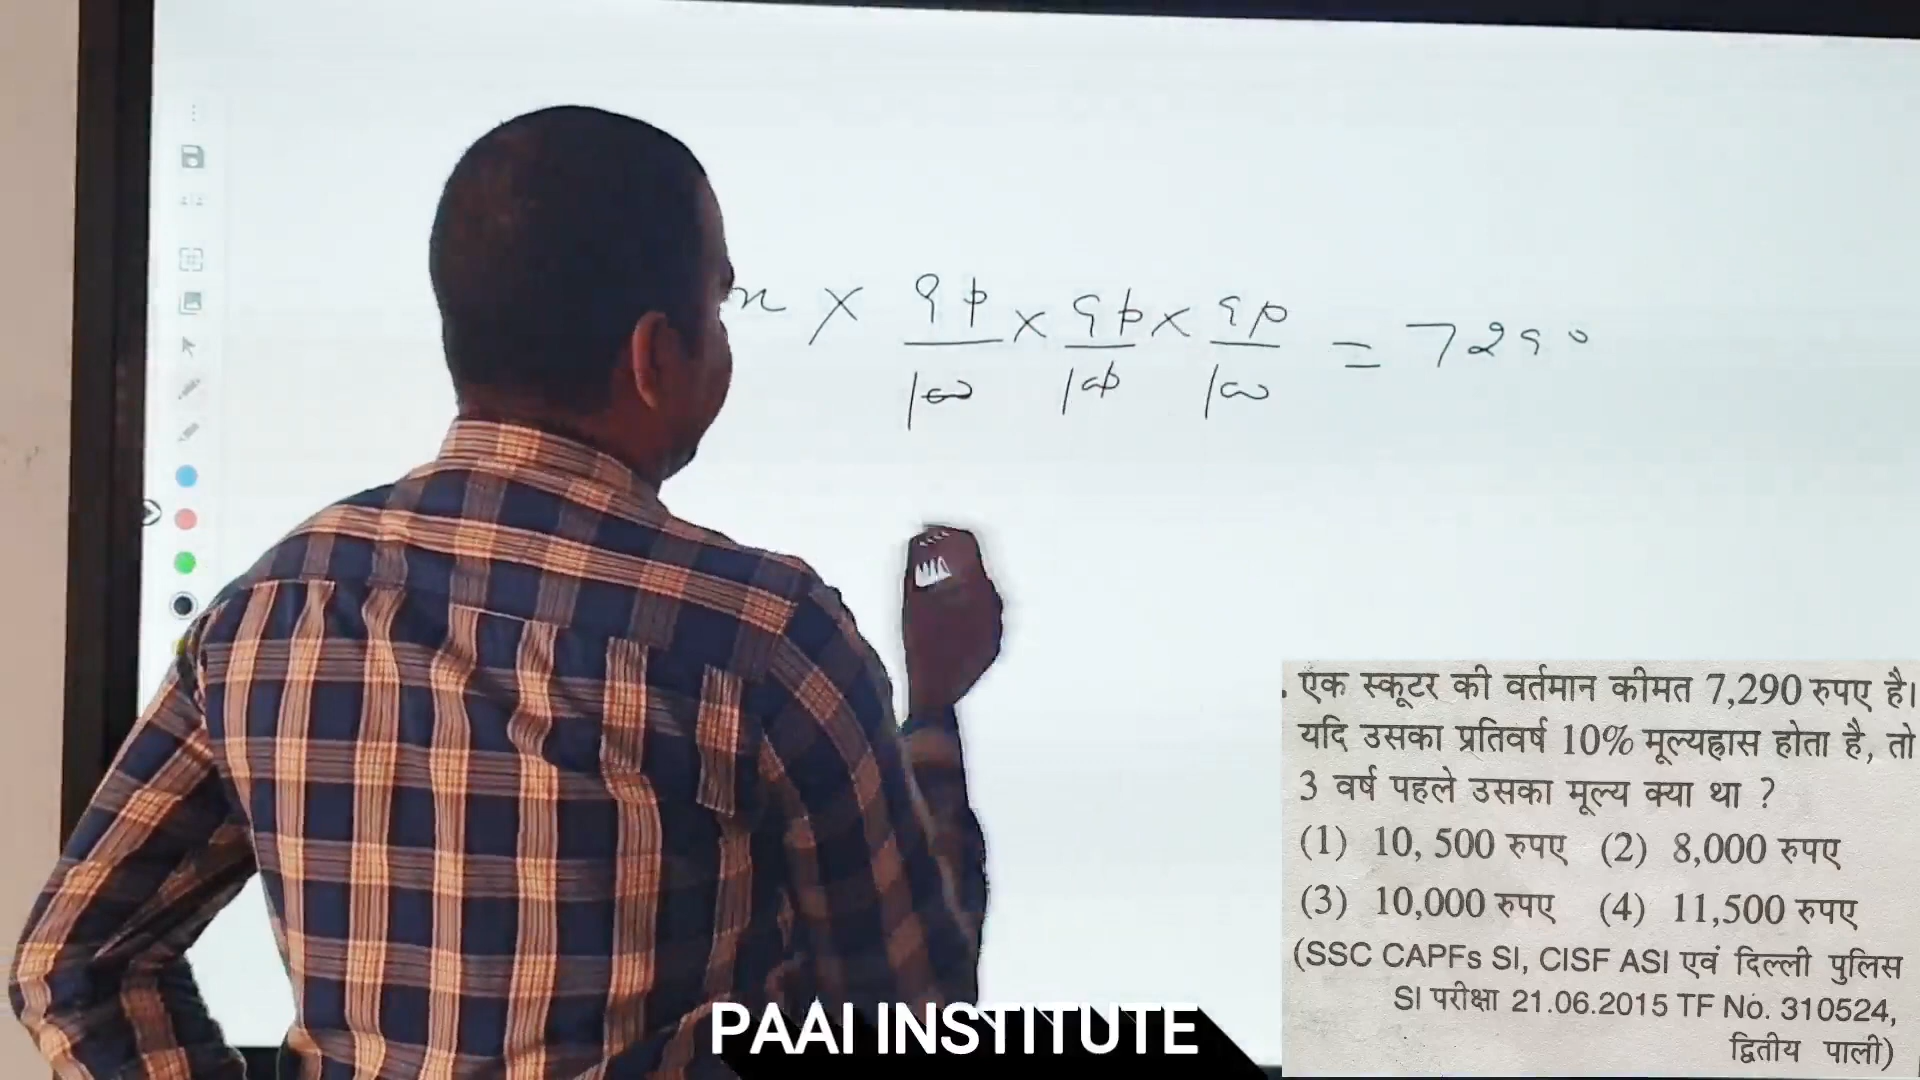 x × 90/100 × 90/100 × 90/100 = 7290
. एक स्कूटर की वर्तमान कीमत 7,290 रुपए है।
यदि उसका प्रतिवर्ष 10% मूल्यह्रास होता है, तो
3 वर्ष पहले उसका मूल्य क्या था ?
(1) 10, 500 रुपए (2) 8,000 रुपए
(3) 10,000 रुपए (4) 11,500 रुपए
(SSC CAPFs SI, CISF ASI एवं दिल्ली पुलिस
SI परीक्षा 21.06.2015 TF No. 310524,
द्वितीय पाली)
PAAI INSTITUTE